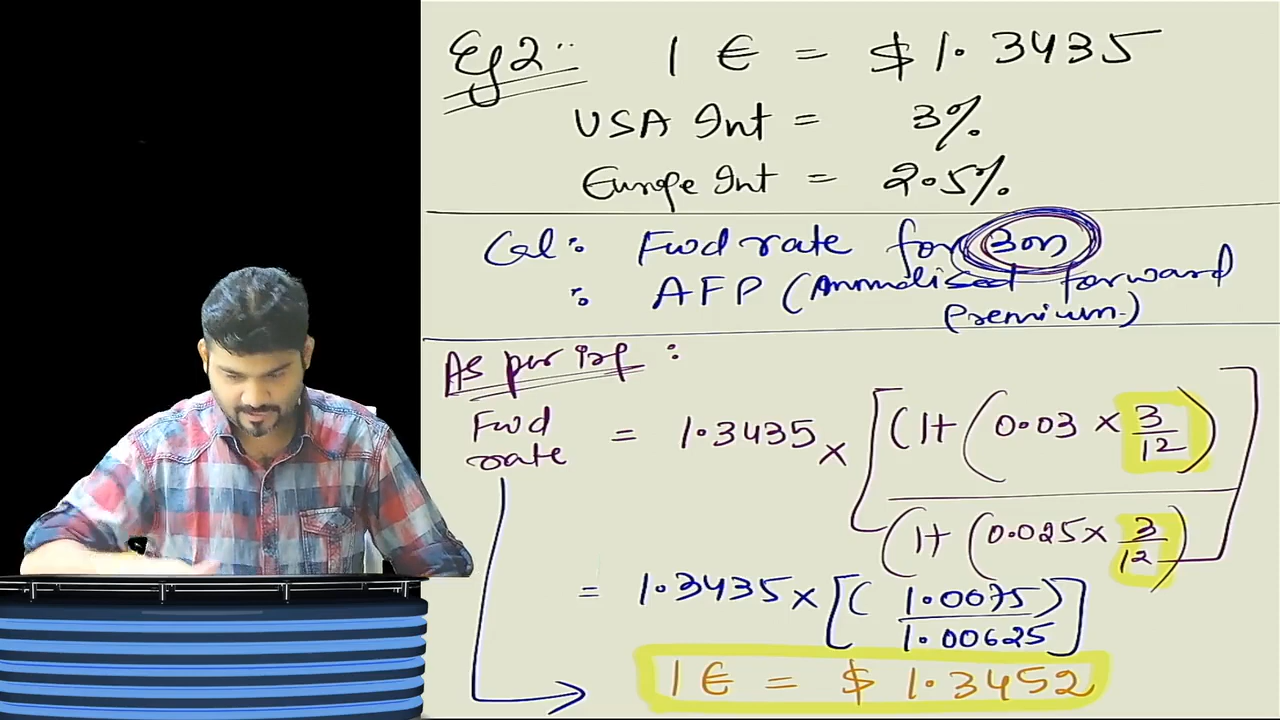 Eg 2:
1 € = $ 1.3435
USA Int = 3%
Europe Int = 2.5%
Cal: Fwd rate for 3m
: AFP (Annualised forward
Premium)
As per irp :
Fwd rate = 1.3435 × [(1+(0.03 × 3/12)) / (1+(0.025 × 3/12))]
= 1.3435 × [(1.0075 / 1.00625)]
1 € = $ 1.3452